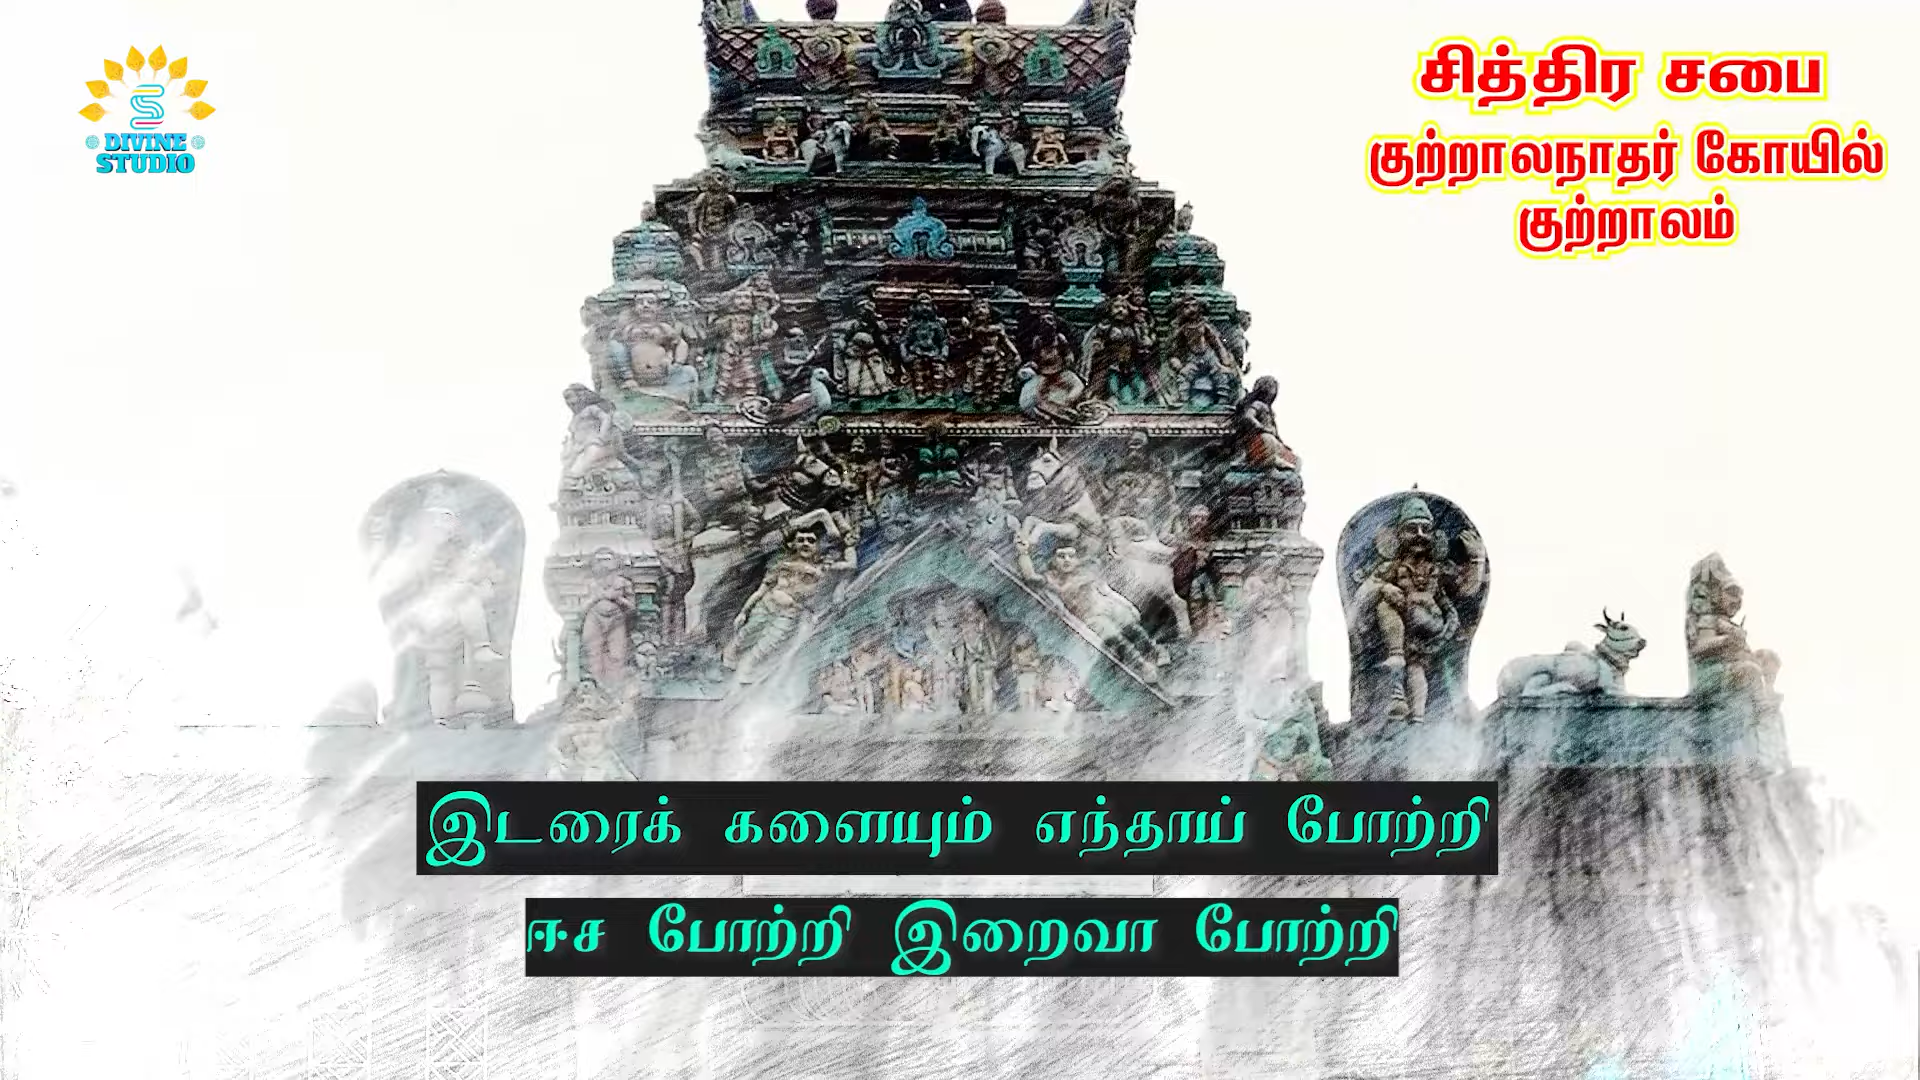 S
DIVINE
STUDIO
சித்திர சபை
குற்றாலநாதர் கோயில்
குற்றாலம்
இடரைக் களையும் எந்தாய் போற்றி
ஈச போற்றி இறைவா போற்றி